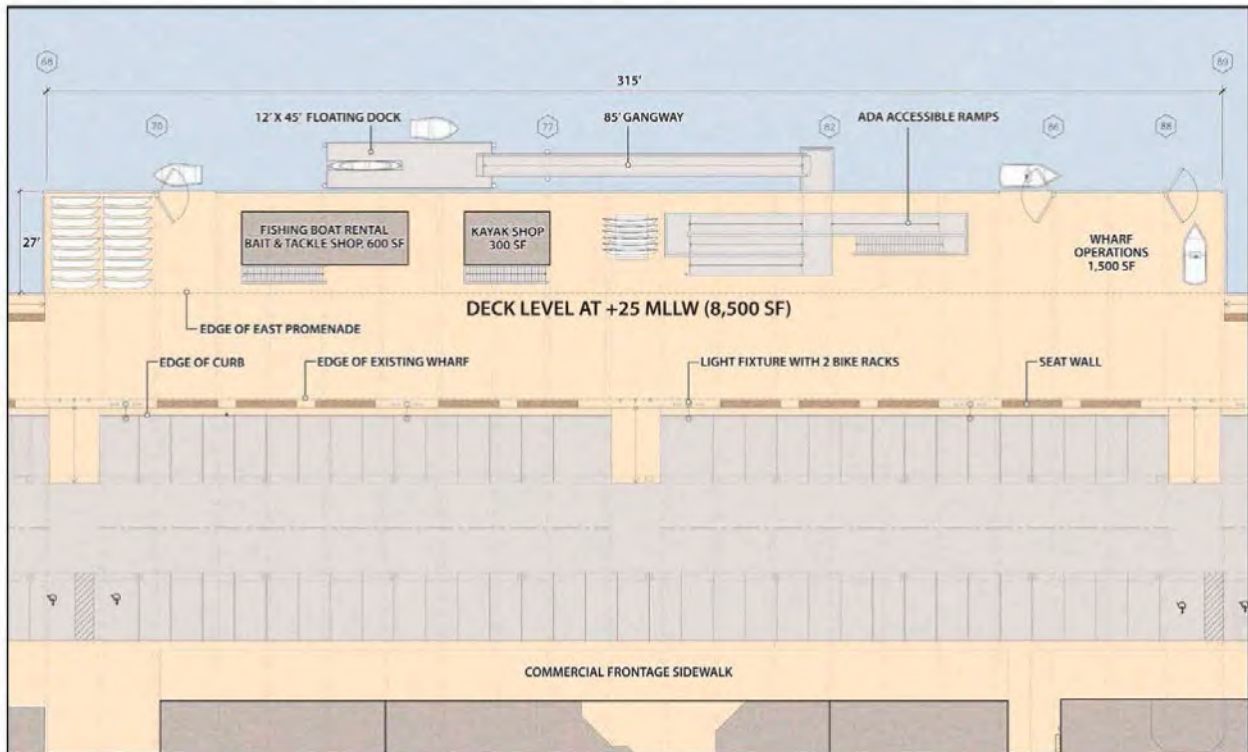 68
89
315'
12' X 45' FLOATING DOCK
85' GANGWAY
ADA ACCESSIBLE RAMPS
70
77
82
86
88
27'
FISHING BOAT RENTAL
BAIT & TACKLE SHOP, 600 SF
KAYAK SHOP
300 SF
WHARF
OPERATIONS
1,500 SF
DECK LEVEL AT +25 MLLW (8,500 SF)
EDGE OF EAST PROMENADE
EDGE OF CURB
EDGE OF EXISTING WHARF
LIGHT FIXTURE WITH 2 BIKE RACKS
SEAT WALL
COMMERCIAL FRONTAGE SIDEWALK